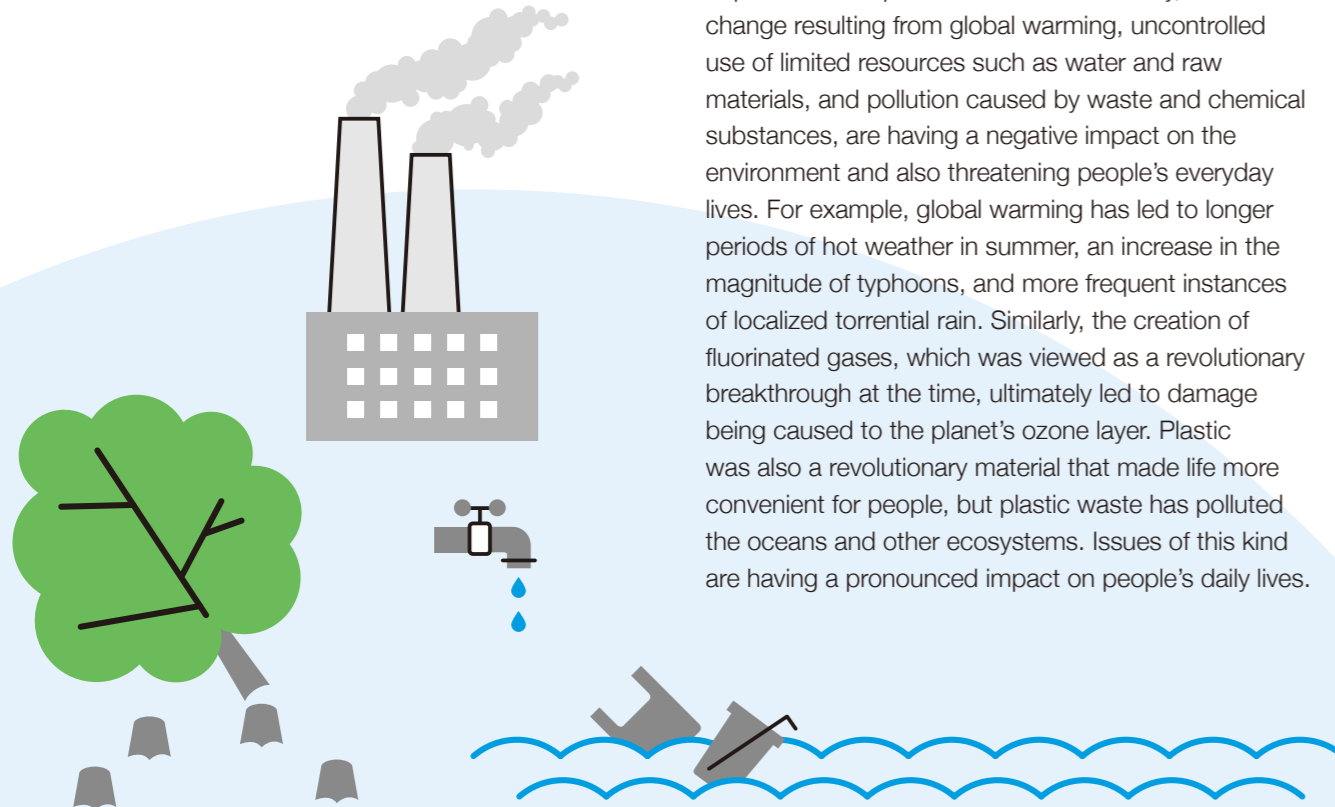 change resulting from global warming, uncontrolled
use of limited resources such as water and raw
materials, and pollution caused by waste and chemical
substances, are having a negative impact on the
environment and also threatening people’s everyday
lives. For example, global warming has led to longer
periods of hot weather in summer, an increase in the
magnitude of typhoons, and more frequent instances
of localized torrential rain. Similarly, the creation of
fluorinated gases, which was viewed as a revolutionary
breakthrough at the time, ultimately led to damage
being caused to the planet’s ozone layer. Plastic
was also a revolutionary material that made life more
convenient for people, but plastic waste has polluted
the oceans and other ecosystems. Issues of this kind
are having a pronounced impact on people’s daily lives.